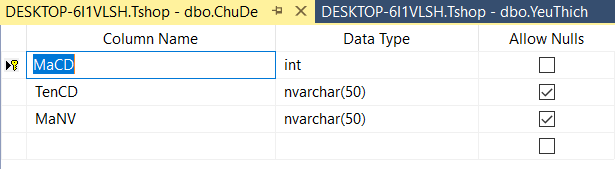 DESKTOP-6I1VLSH.Tshop - dbo.ChuDe DESKTOP-6I1VLSH.Tshop - dbo.YeuThich
Column Name Data Type Allow Nulls
MaCD int
TenCD nvarchar(50)
MaNV nvarchar(50)